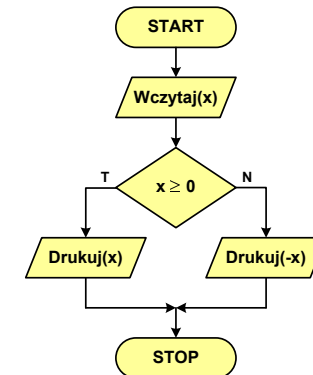 START
Wczytaj(x)
T
x ≥ 0
N
Drukuj(x)
Drukuj(-x)
STOP